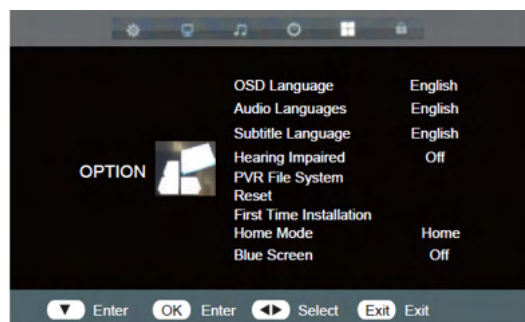 OSD Language English
Audio Languages English
Subtitle Language English
Hearing Impaired Off
OPTION
PVR File System
Reset
First Time Installation
Home Mode Home
Blue Screen Off
Enter OK Enter Select Exit Exit